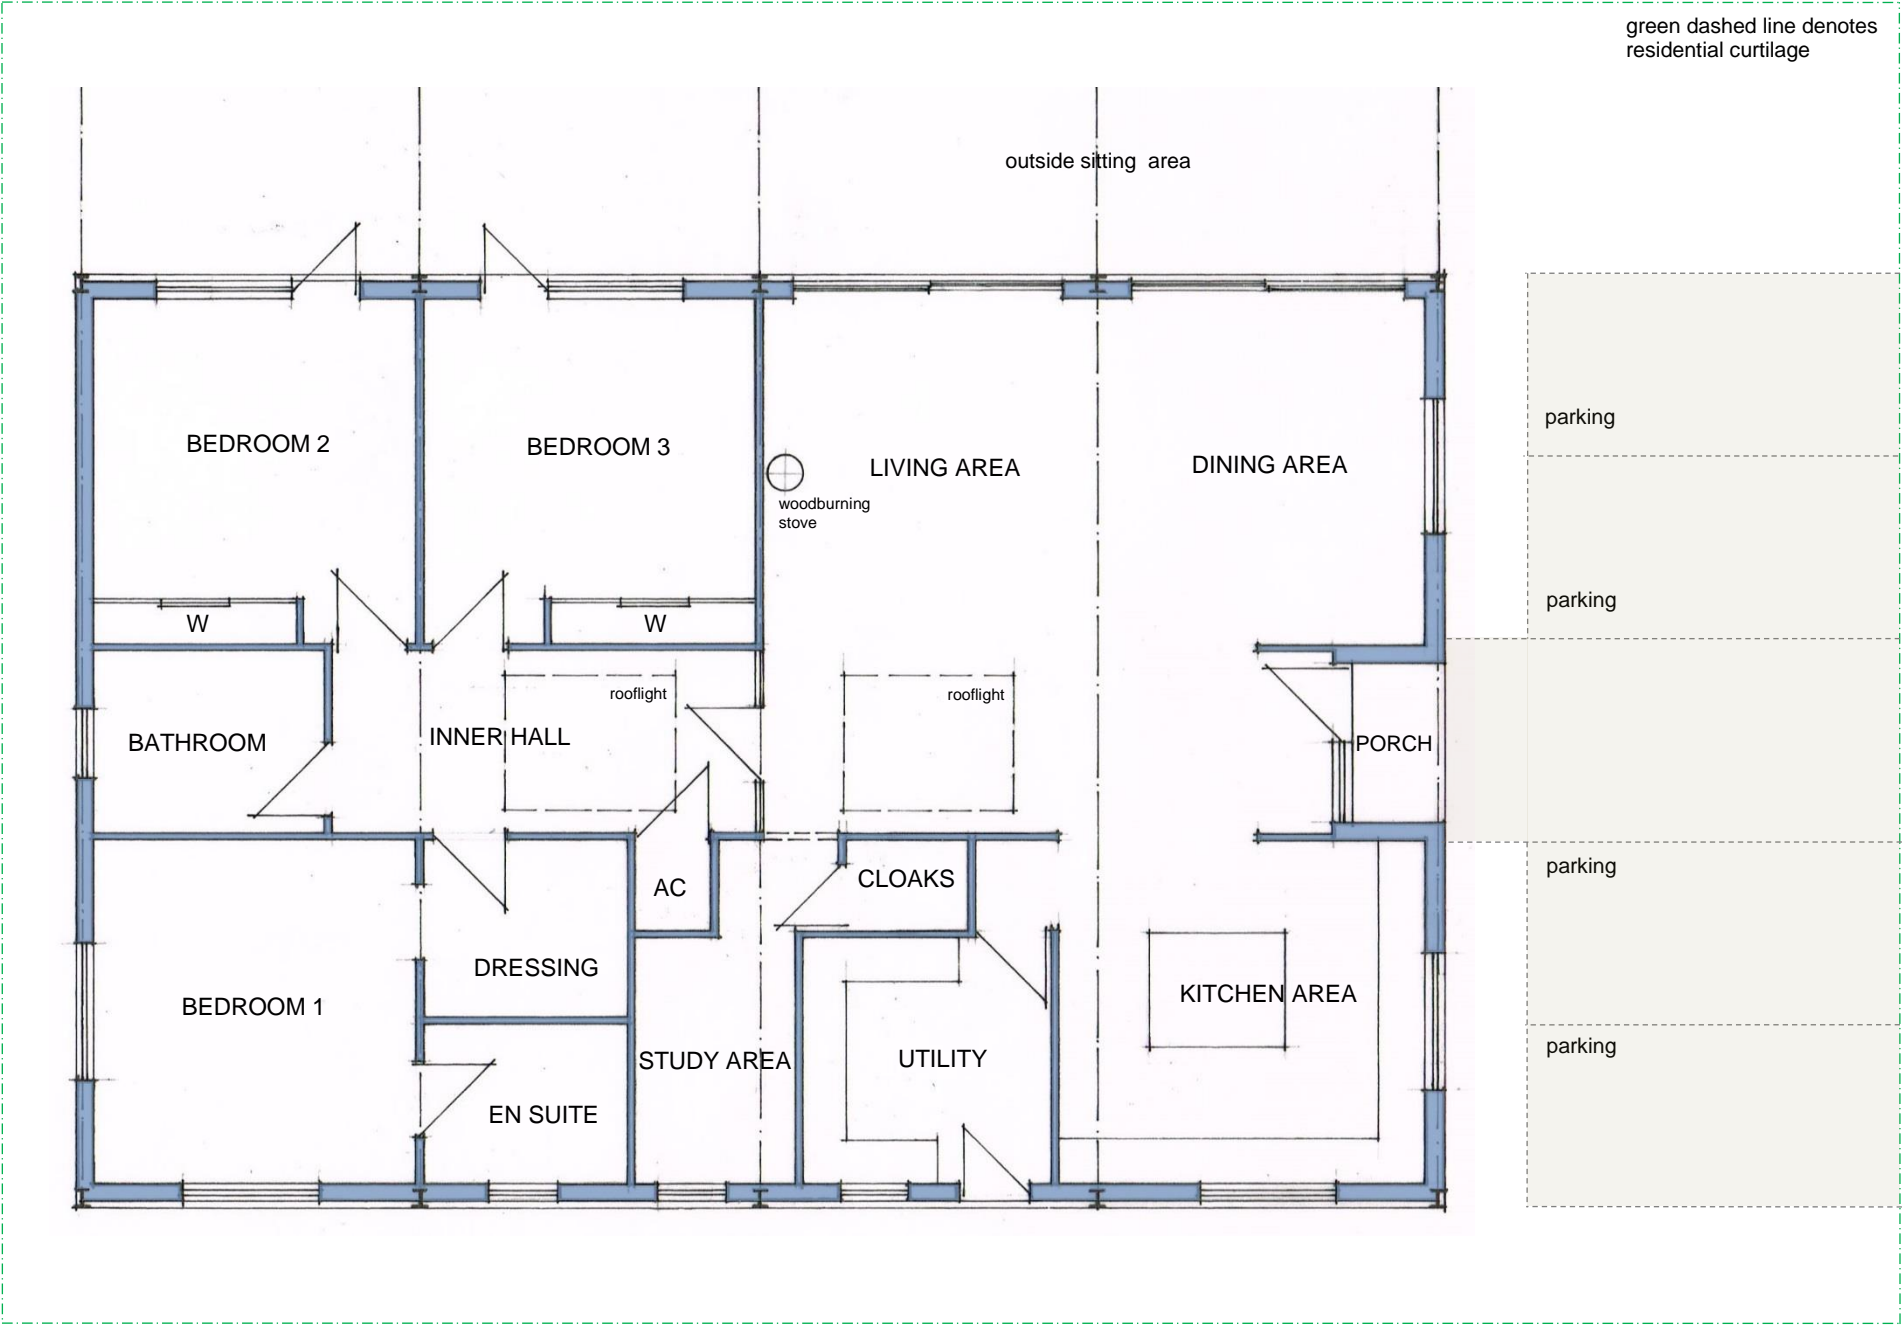 green dashed line denotes
residential curtilage
outside sitting area
parking
BEDROOM 2
BEDROOM 3
LIVING AREA
DINING AREA
woodburning
stove
parking
W
W
rooflight
rooflight
BATHROOM
INNER HALL
PORCH
parking
AC
CLOAKS
DRESSING
BEDROOM 1
KITCHEN AREA
STUDY AREA
UTILITY
parking
EN SUITE